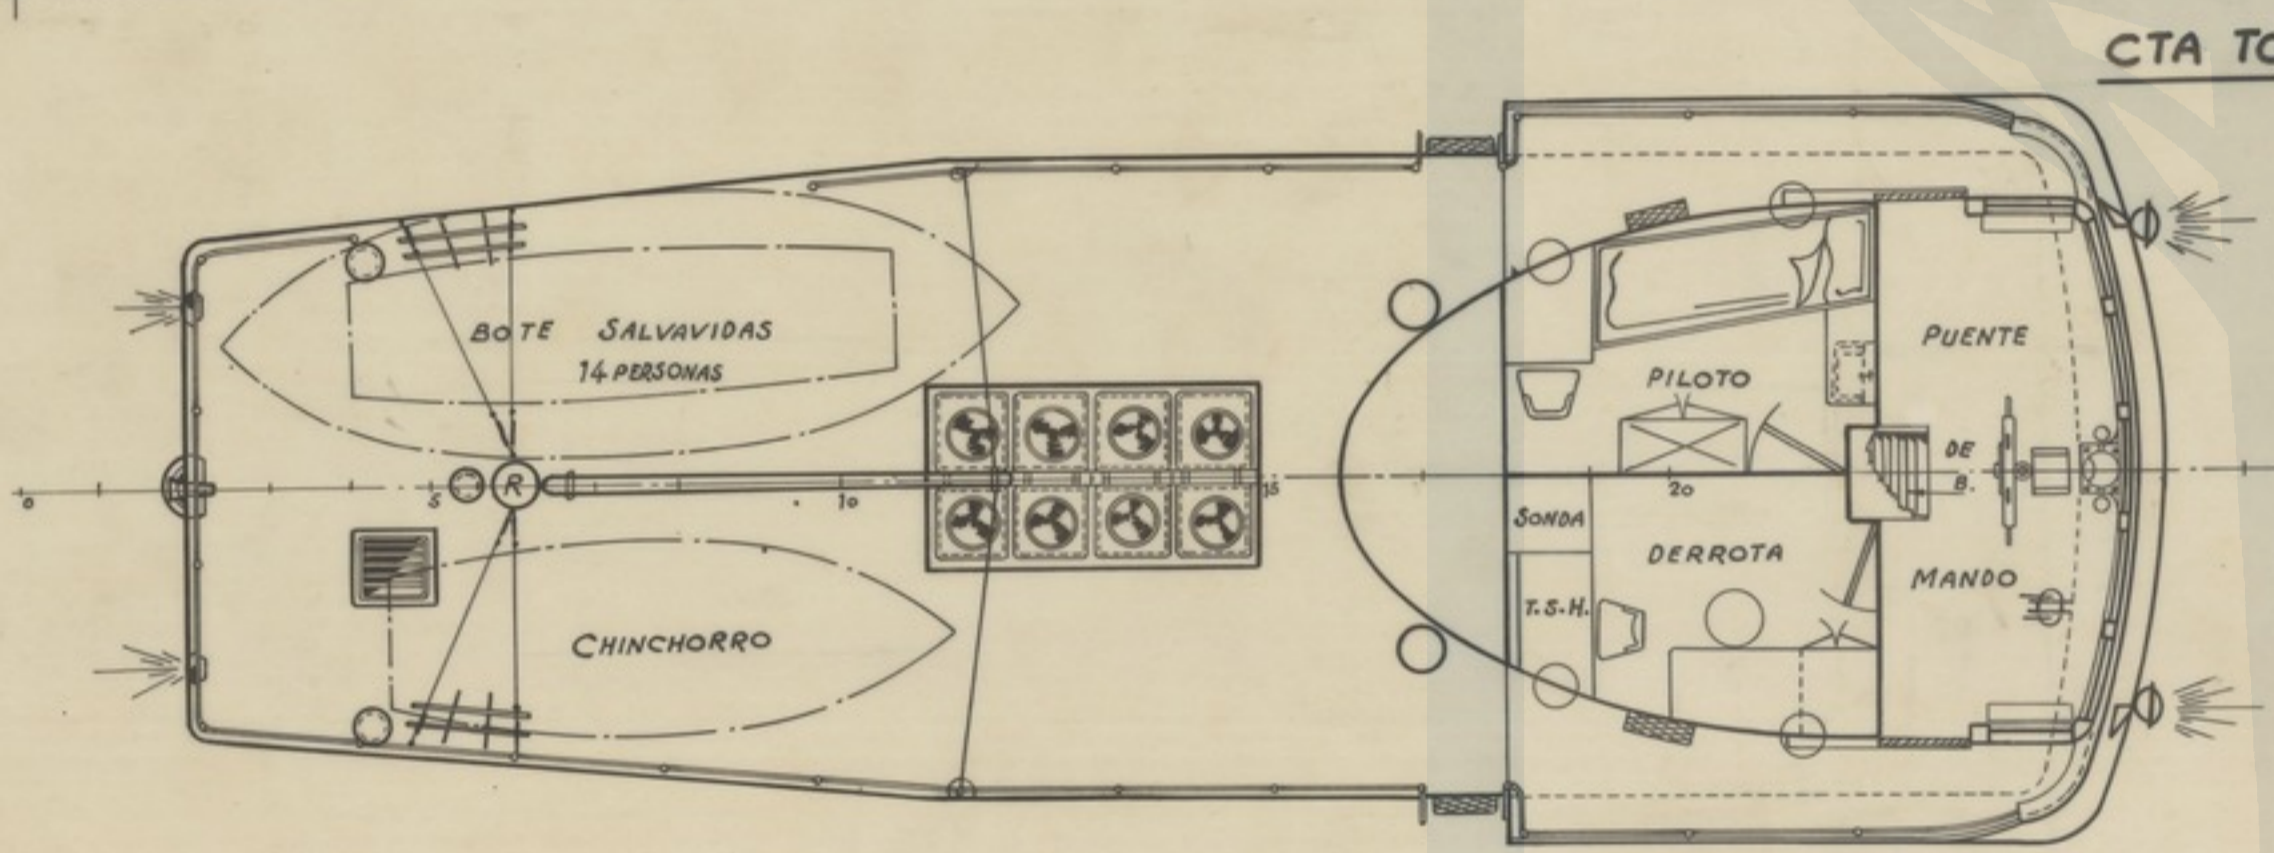 CTA TO
BOTE SALVAVIDAS
14 PERSONAS
PUENTE
PILOTO
DE
B.
R
0
5
10
15
20
SONDA
DERROTA
T.S.H.
MANDO
CHINCHORRO